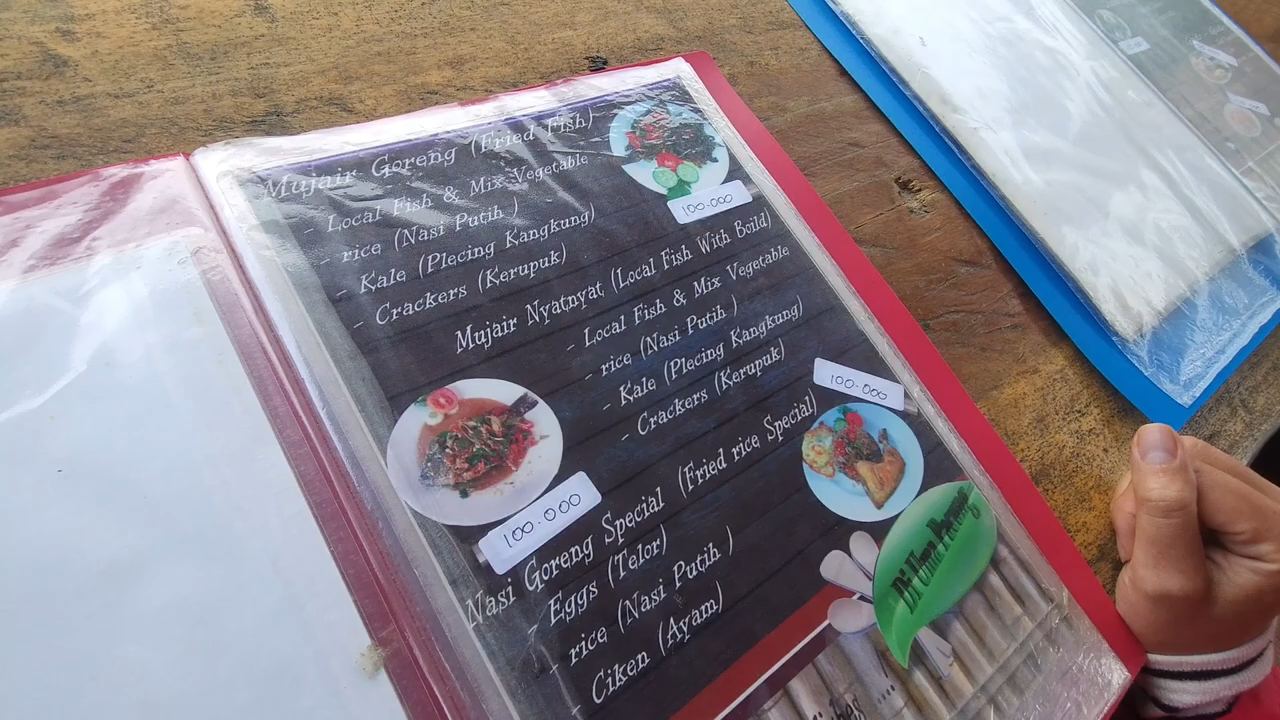 Mujair Goreng (Fried Fish)
- Local Fish & Mix Vegetable
- rice (Nasi Putih )
- Kale (Plecing Kangkung)
- Crackers (Kerupuk)
100.000
Mujair Nyatnyat (Local Fish With Boild)
- Local Fish & Mix Vegetable
- rice (Nasi Putih )
- Kale (Plecing Kangkung)
- Crackers (Kerupuk)
100.000
100.000
Nasi Goreng Special (Fried rice Special)
- Eggs (Telor)
- rice (Nasi Putih )
- Ciken (Ayam)
Di Uma